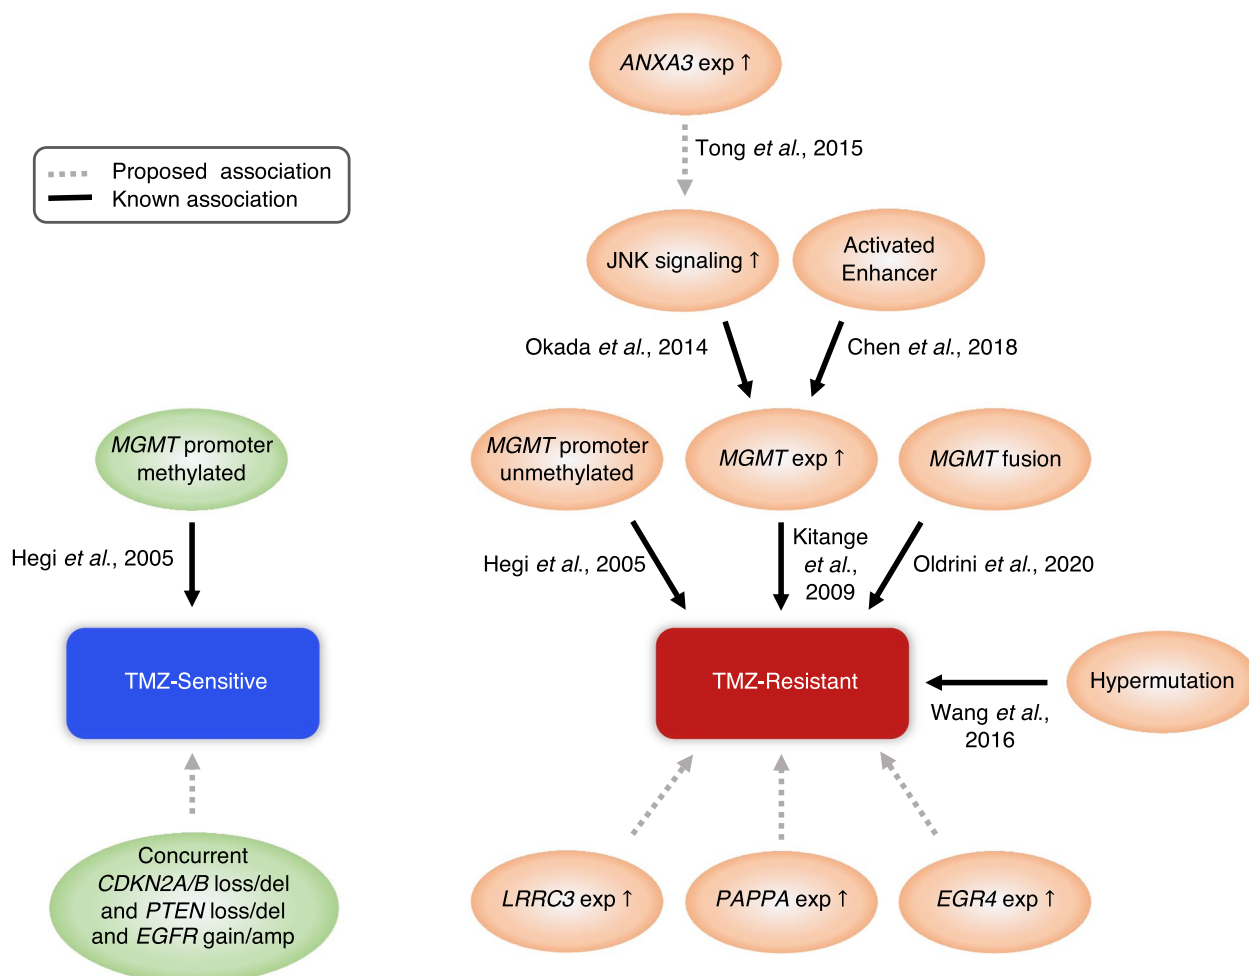 ANXA3 exp ↑
Tong et al., 2015
Proposed association
Known association
JNK signaling ↑
Activated
Enhancer
Okada et al., 2014
Chen et al., 2018
MGMT promoter
methylated
MGMT promoter
unmethylated
MGMT exp ↑
MGMT fusion
Hegi et al., 2005
Hegi et al., 2005
Kitange
et al.,
2009
Oldrini et al., 2020
TMZ-Sensitive
TMZ-Resistant
Hypermutation
Wang et al.,
2016
Concurrent
CDKN2A/B loss/del
and PTEN loss/del
and EGFR gain/amp
LRRC3 exp ↑
PAPPA exp ↑
EGR4 exp ↑